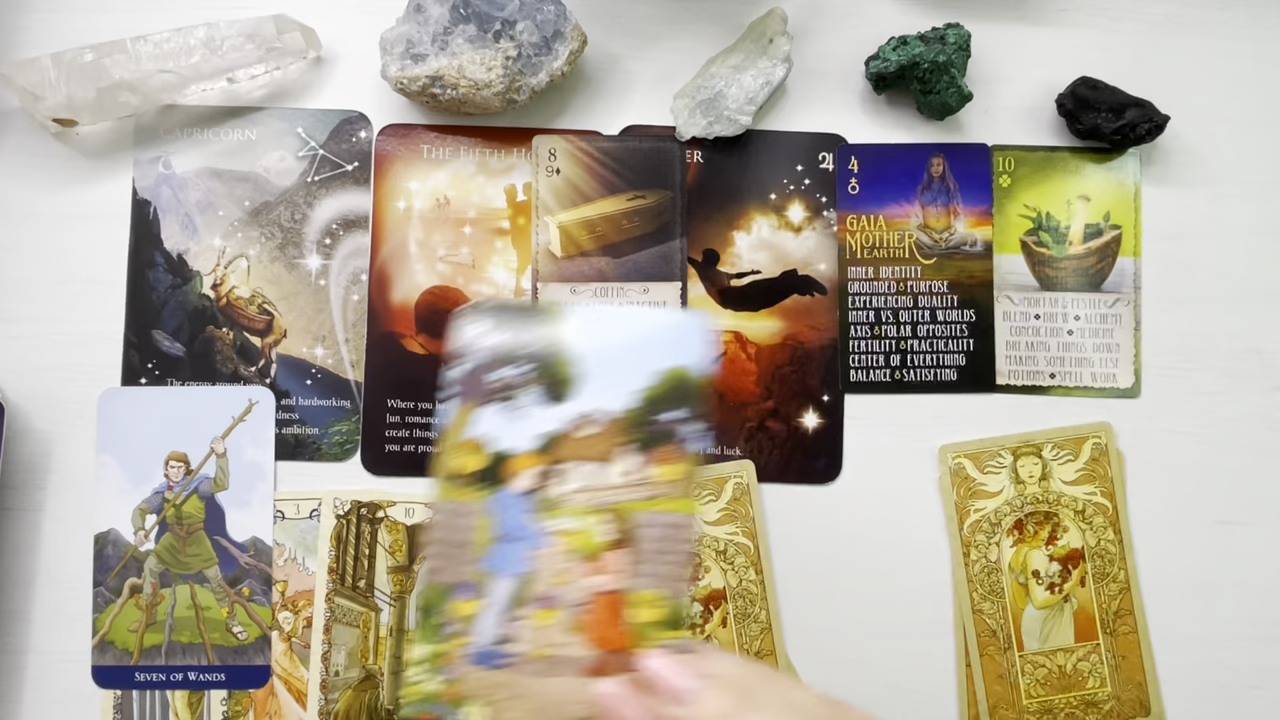 CAPRICORN
The energy around you
and hardworking
dness
s ambition.
THE FIFTH HO
Where you ha
fun, romance
create things
you are prou
8
9♦
COFFIN
INACTIVE
ER
♃
and luck.
4
♁
GAIA
MOTHER
EARTH
INNER IDENTITY
GROUNDED♁PURPOSE
EXPERIENCING DUALITY
INNER VS. OUTER WORLDS
AXIS♁POLAR OPPOSITES
FERTILITY♁PRACTICALITY
CENTER OF EVERYTHING
BALANCE♁SATISFYING
10
♣
MORTAR & PESTLE
BLEND❖BREW❖ALCHEMY
CONCOCTION❖MEDICINE
BREAKING THINGS DOWN
MAKING SOMETHING ELSE
POTIONS❖SPELL WORK
3
10
SEVEN OF WANDS